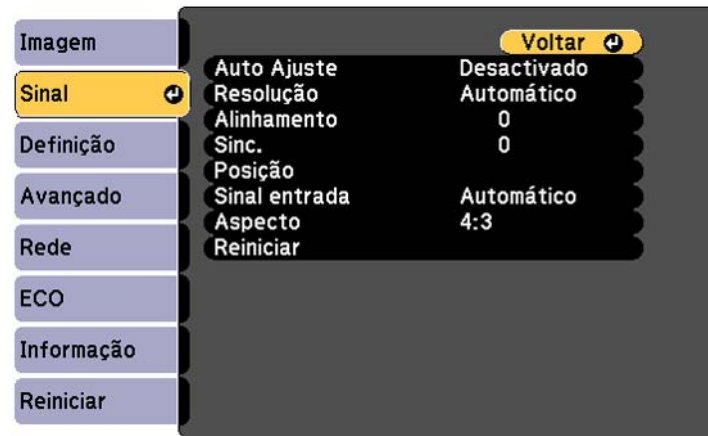 Imagem
Sinal
Definição
Avançado
Rede
ECO
Informação
Reiniciar
Voltar
Auto Ajuste Desactivado
Resolução Automático
Alinhamento 0
Sinc. 0
Posição
Sinal entrada Automático
Aspecto 4:3
Reiniciar